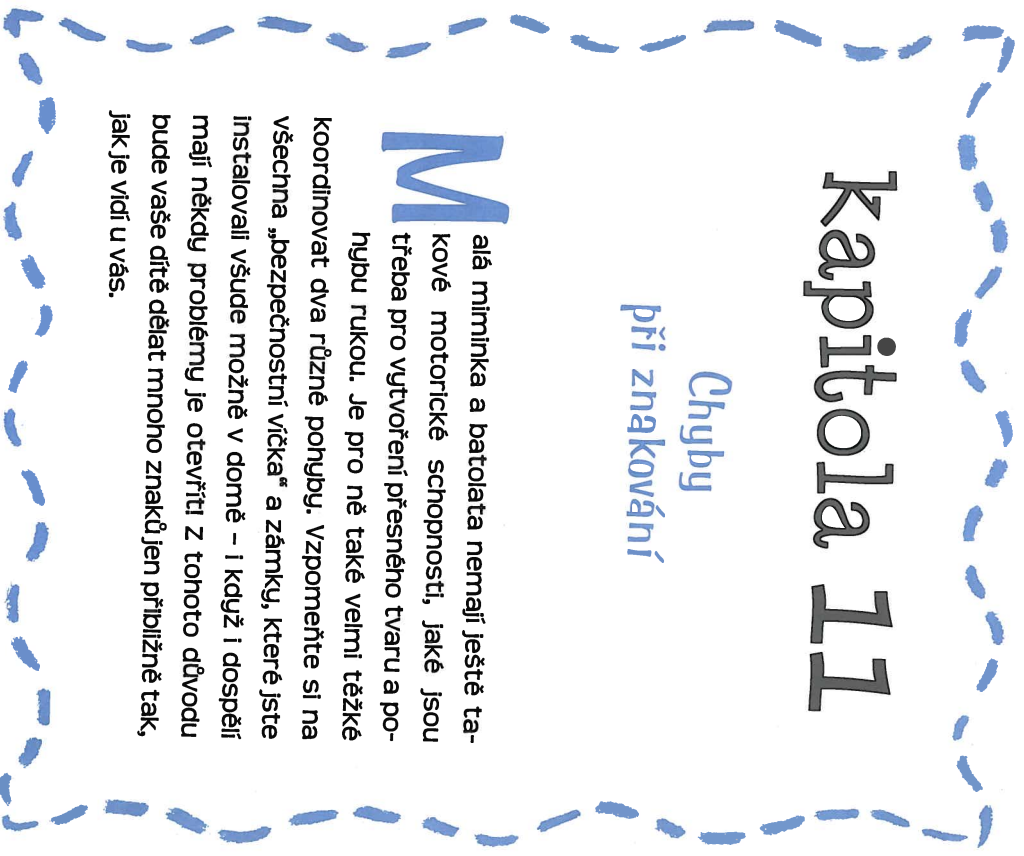 kapitola 11
Chyby
při znakování
Malá miminka a batolata nemají ještě ta-
kové motorické schopnosti, jaké jsou
třeba pro vytvoření přesného tvaru a po-
hybu rukou. Je pro ně také velmi těžké
koordinovat dva různé pohyby. Vzpomeňte si na
všechna „bezpečnostní víčka“ a zámky, které jste
instalovali všude možně v domě – i když i dospělí
mají někdy problémy je otevřít! Z tohoto důvodu
bude vaše dítě dělat mnoho znaků jen přibližně tak,
jak je vidí u vás.